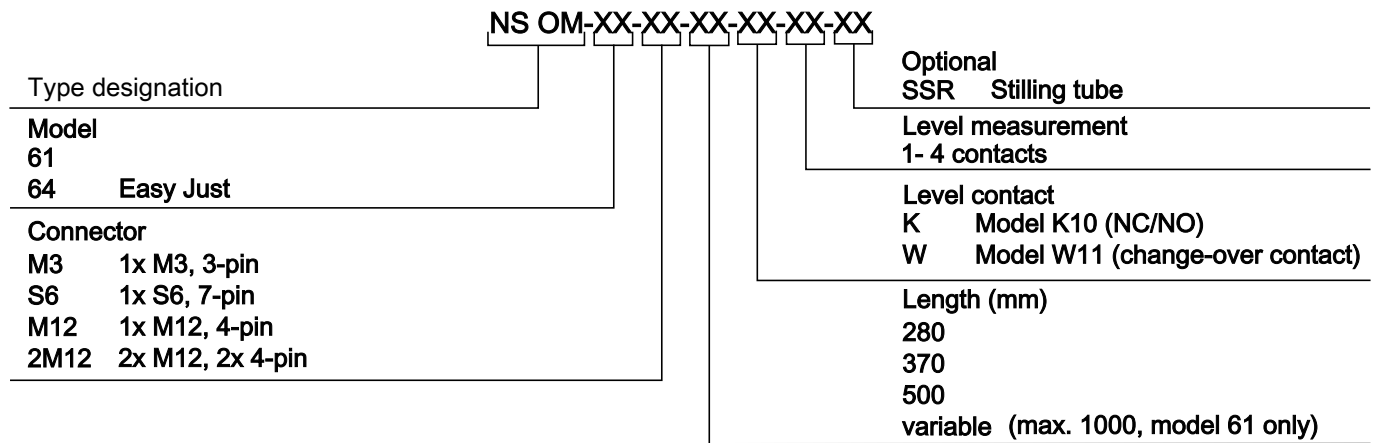 NS OM-XX-XX-XX-XX-XX-XX
Type designation
Model
61
64 Easy Just
Connector
M3 1x M3, 3-pin
S6 1x S6, 7-pin
M12 1x M12, 4-pin
2M12 2x M12, 2x 4-pin
Optional
SSR Stilling tube
Level measurement
1- 4 contacts
Level contact
K Model K10 (NC/NO)
W Model W11 (change-over contact)
Length (mm)
280
370
500
variable (max. 1000, model 61 only)